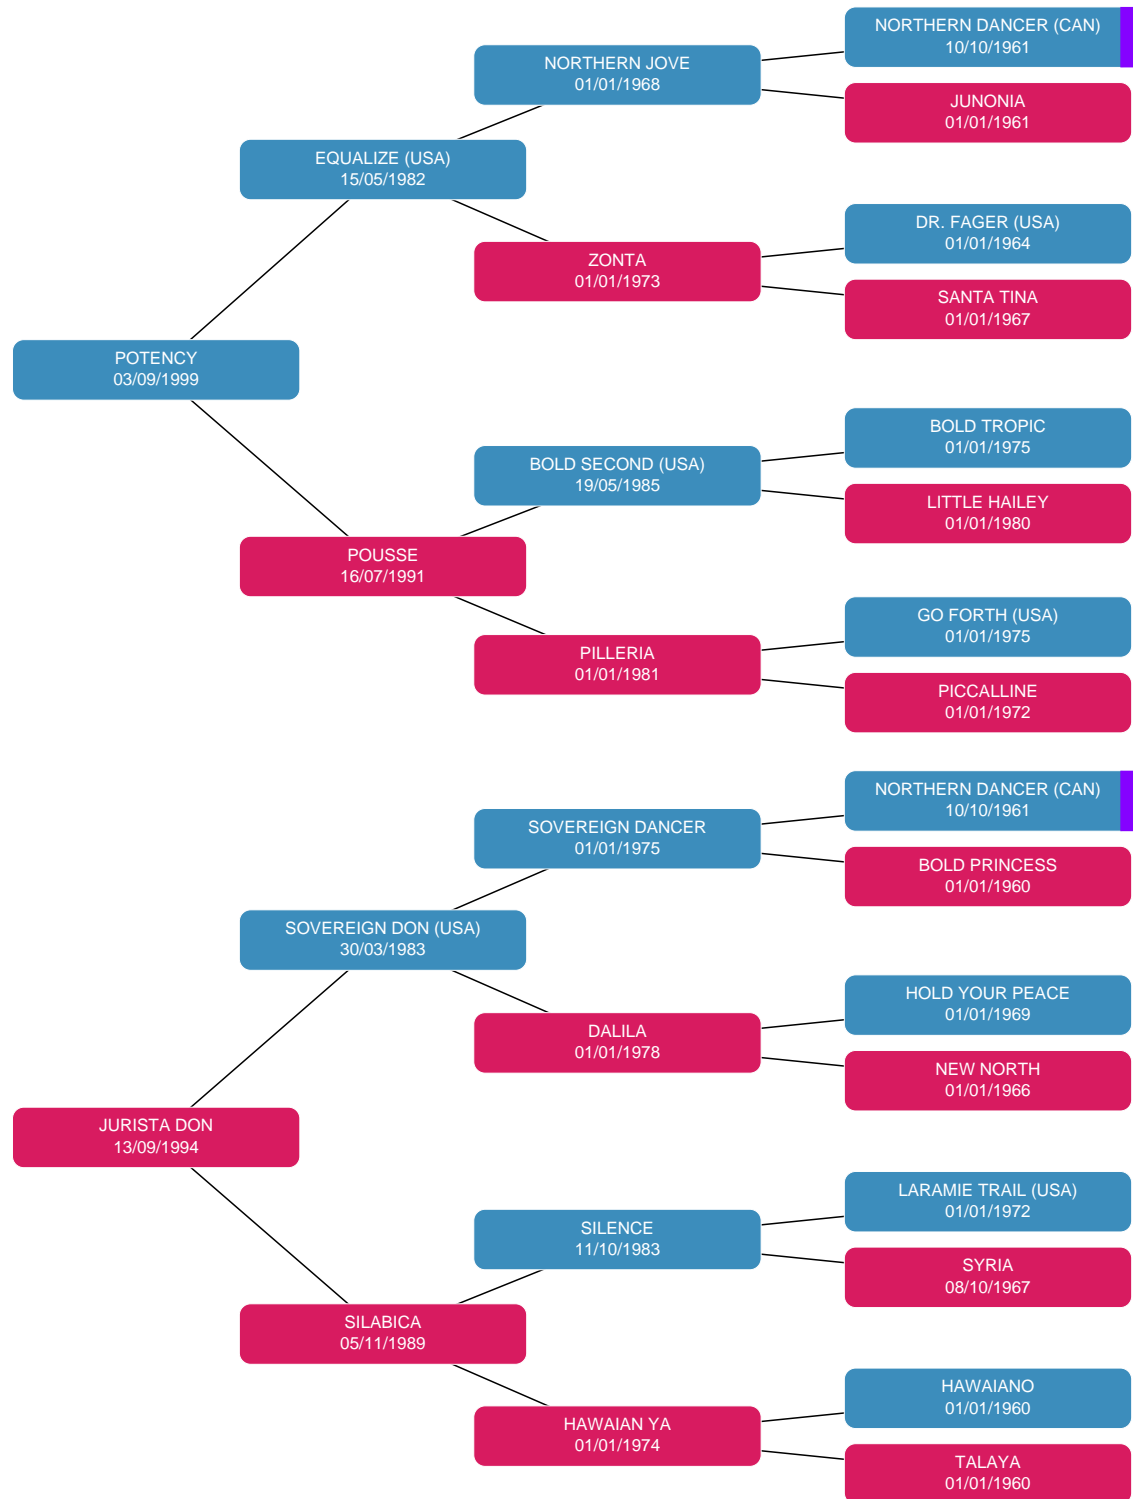 NORTHERN DANCER (CAN)
10/10/1961
NORTHERN JOVE
01/01/1968
JUNONIA
01/01/1961
EQUALIZE (USA)
15/05/1982
DR. FAGER (USA)
01/01/1964
ZONTA
01/01/1973
SANTA TINA
01/01/1967
POTENCY
03/09/1999
BOLD TROPIC
01/01/1975
BOLD SECOND (USA)
19/05/1985
LITTLE HAILEY
01/01/1980
POUSSE
16/07/1991
GO FORTH (USA)
01/01/1975
PILLERIA
01/01/1981
PICCALLINE
01/01/1972
NORTHERN DANCER (CAN)
10/10/1961
SOVEREIGN DANCER
01/01/1975
BOLD PRINCESS
01/01/1960
SOVEREIGN DON (USA)
30/03/1983
HOLD YOUR PEACE
01/01/1969
DALILA
01/01/1978
NEW NORTH
01/01/1966
JURISTA DON
13/09/1994
LARAMIE TRAIL (USA)
01/01/1972
SILENCE
11/10/1983
SYRIA
08/10/1967
SILABICA
05/11/1989
HAWAIANO
01/01/1960
HAWAIAN YA
01/01/1974
TALAYA
01/01/1960